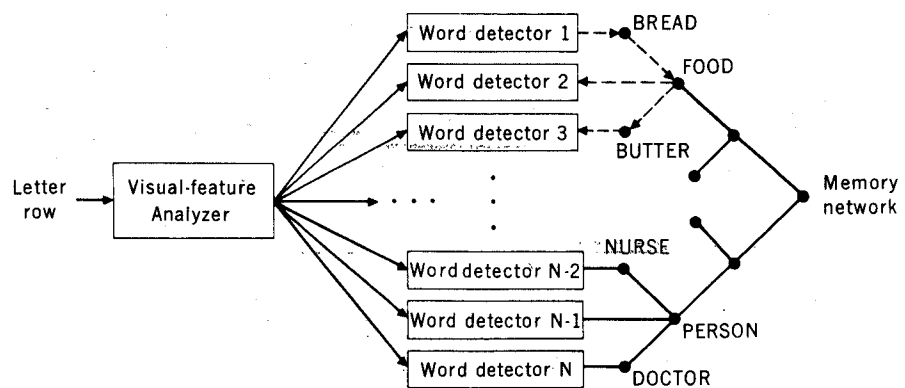 Word detector 1
BREAD
FOOD
Word detector 2
Word detector 3
BUTTER
Letter
row
Visual-feature
Analyzer
Memory
network
NURSE
Word detector N-2
Word detector N-1
PERSON
Word detector N
DOCTOR